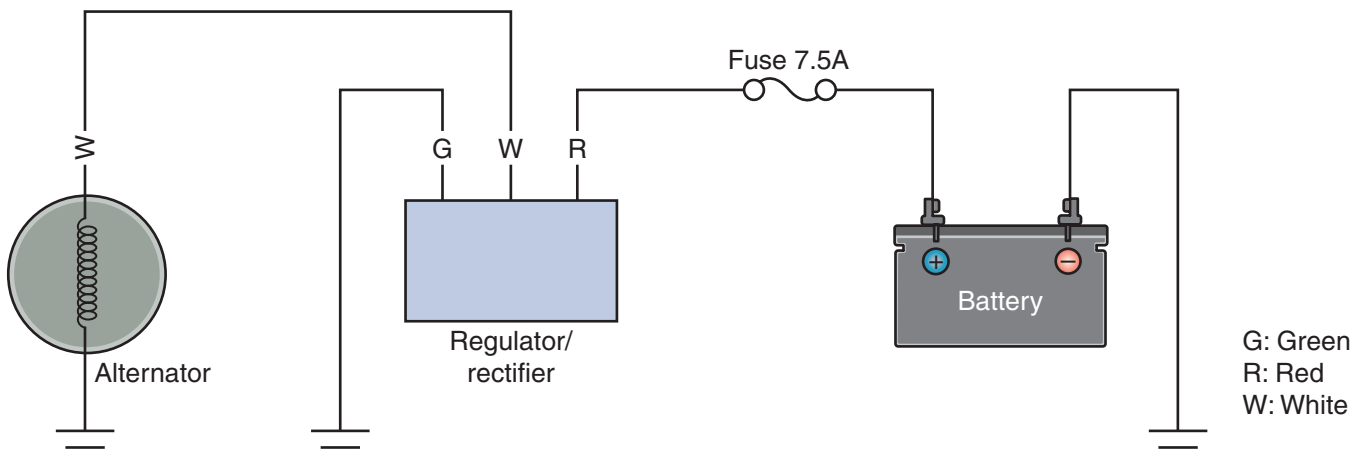 Fuse 7.5A
W
G W R
+ −
Battery
Regulator/
rectifier
Alternator
G: Green
R: Red
W: White